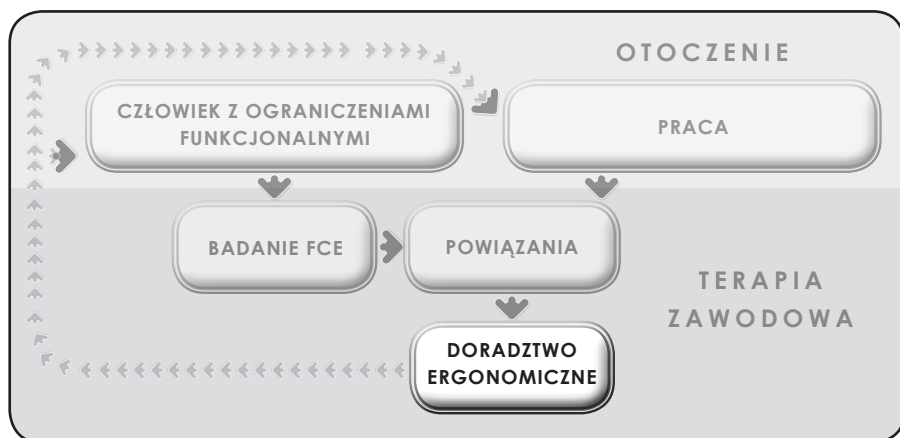 OTOCZENIE
CZŁOWIEK Z OGRANICZENIAMI
FUNKCJONALNYMI
PRACA
BADANIE FCE
POWIĄZANIA
TERAPIA
ZAWODOWA
DORADZTWO
ERGONOMICZNE